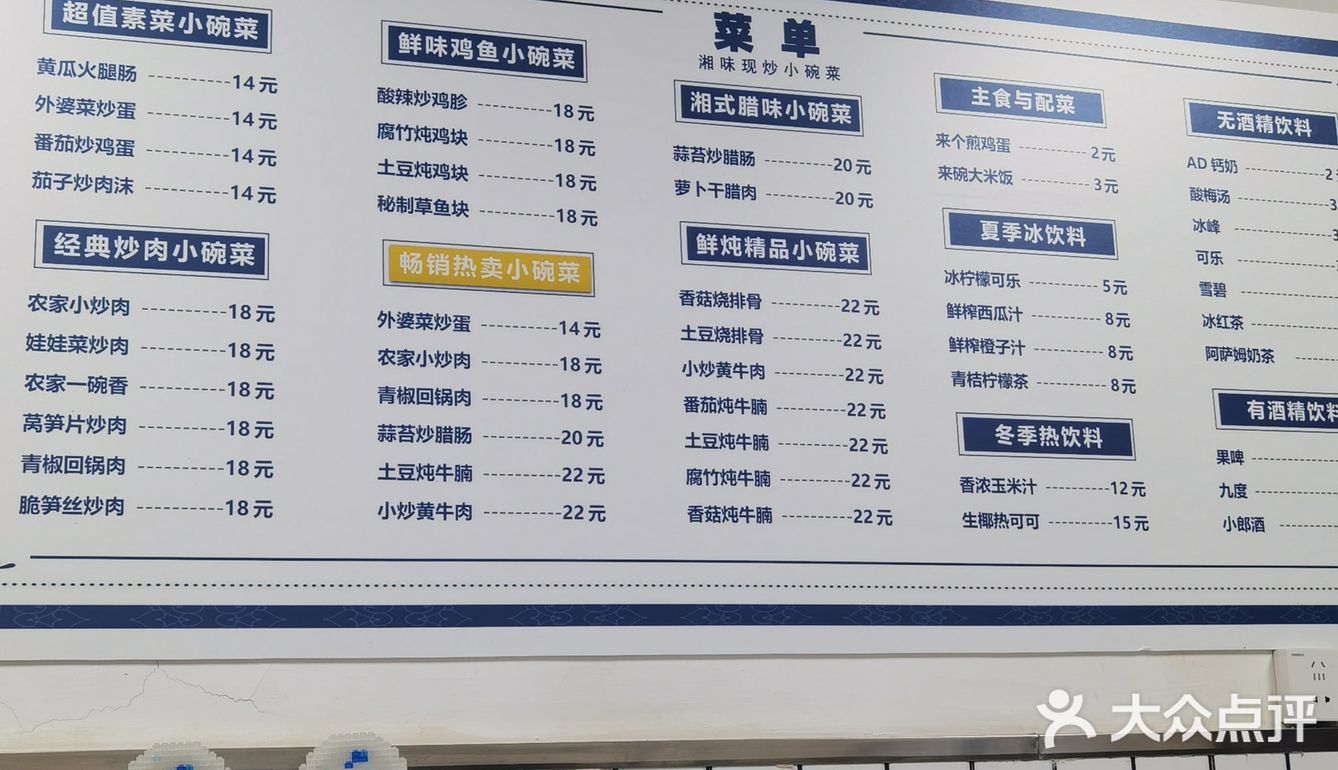 菜单
湘味现炒小碗菜
超值素菜小碗菜
黄瓜火腿肠 14元
外婆菜炒蛋 14元
番茄炒鸡蛋 14元
茄子炒肉沫 14元
经典炒肉小碗菜
农家小炒肉 18元
娃娃菜炒肉 18元
农家一碗香 18元
莴笋片炒肉 18元
青椒回锅肉 18元
脆笋丝炒肉 18元
鲜味鸡鱼小碗菜
酸辣炒鸡胗 18元
腐竹炖鸡块 18元
土豆炖鸡块 18元
秘制草鱼块 18元
畅销热卖小碗菜
外婆菜炒蛋 14元
农家小炒肉 18元
青椒回锅肉 18元
蒜苔炒腊肠 20元
土豆炖牛腩 22元
小炒黄牛肉 22元
湘式腊味小碗菜
蒜苔炒腊肠 20元
萝卜干腊肉 20元
鲜炖精品小碗菜
香菇烧排骨 22元
土豆烧排骨 22元
小炒黄牛肉 22元
番茄炖牛腩 22元
土豆炖牛腩 22元
腐竹炖牛腩 22元
香菇炖牛腩 22元
主食与配菜
来个煎鸡蛋 2元
来碗大米饭 3元
夏季冰饮料
冰柠檬可乐 5元
鲜榨西瓜汁 8元
鲜榨橙子汁 8元
青桔柠檬茶 8元
冬季热饮料
香浓玉米汁 12元
生椰热可可 15元
无酒精饮料
AD钙奶 2
酸梅汤 3
冰峰
可乐
雪碧
冰红茶
阿萨姆奶茶
有酒精饮料
果啤
九度
小郎酒
大众点评